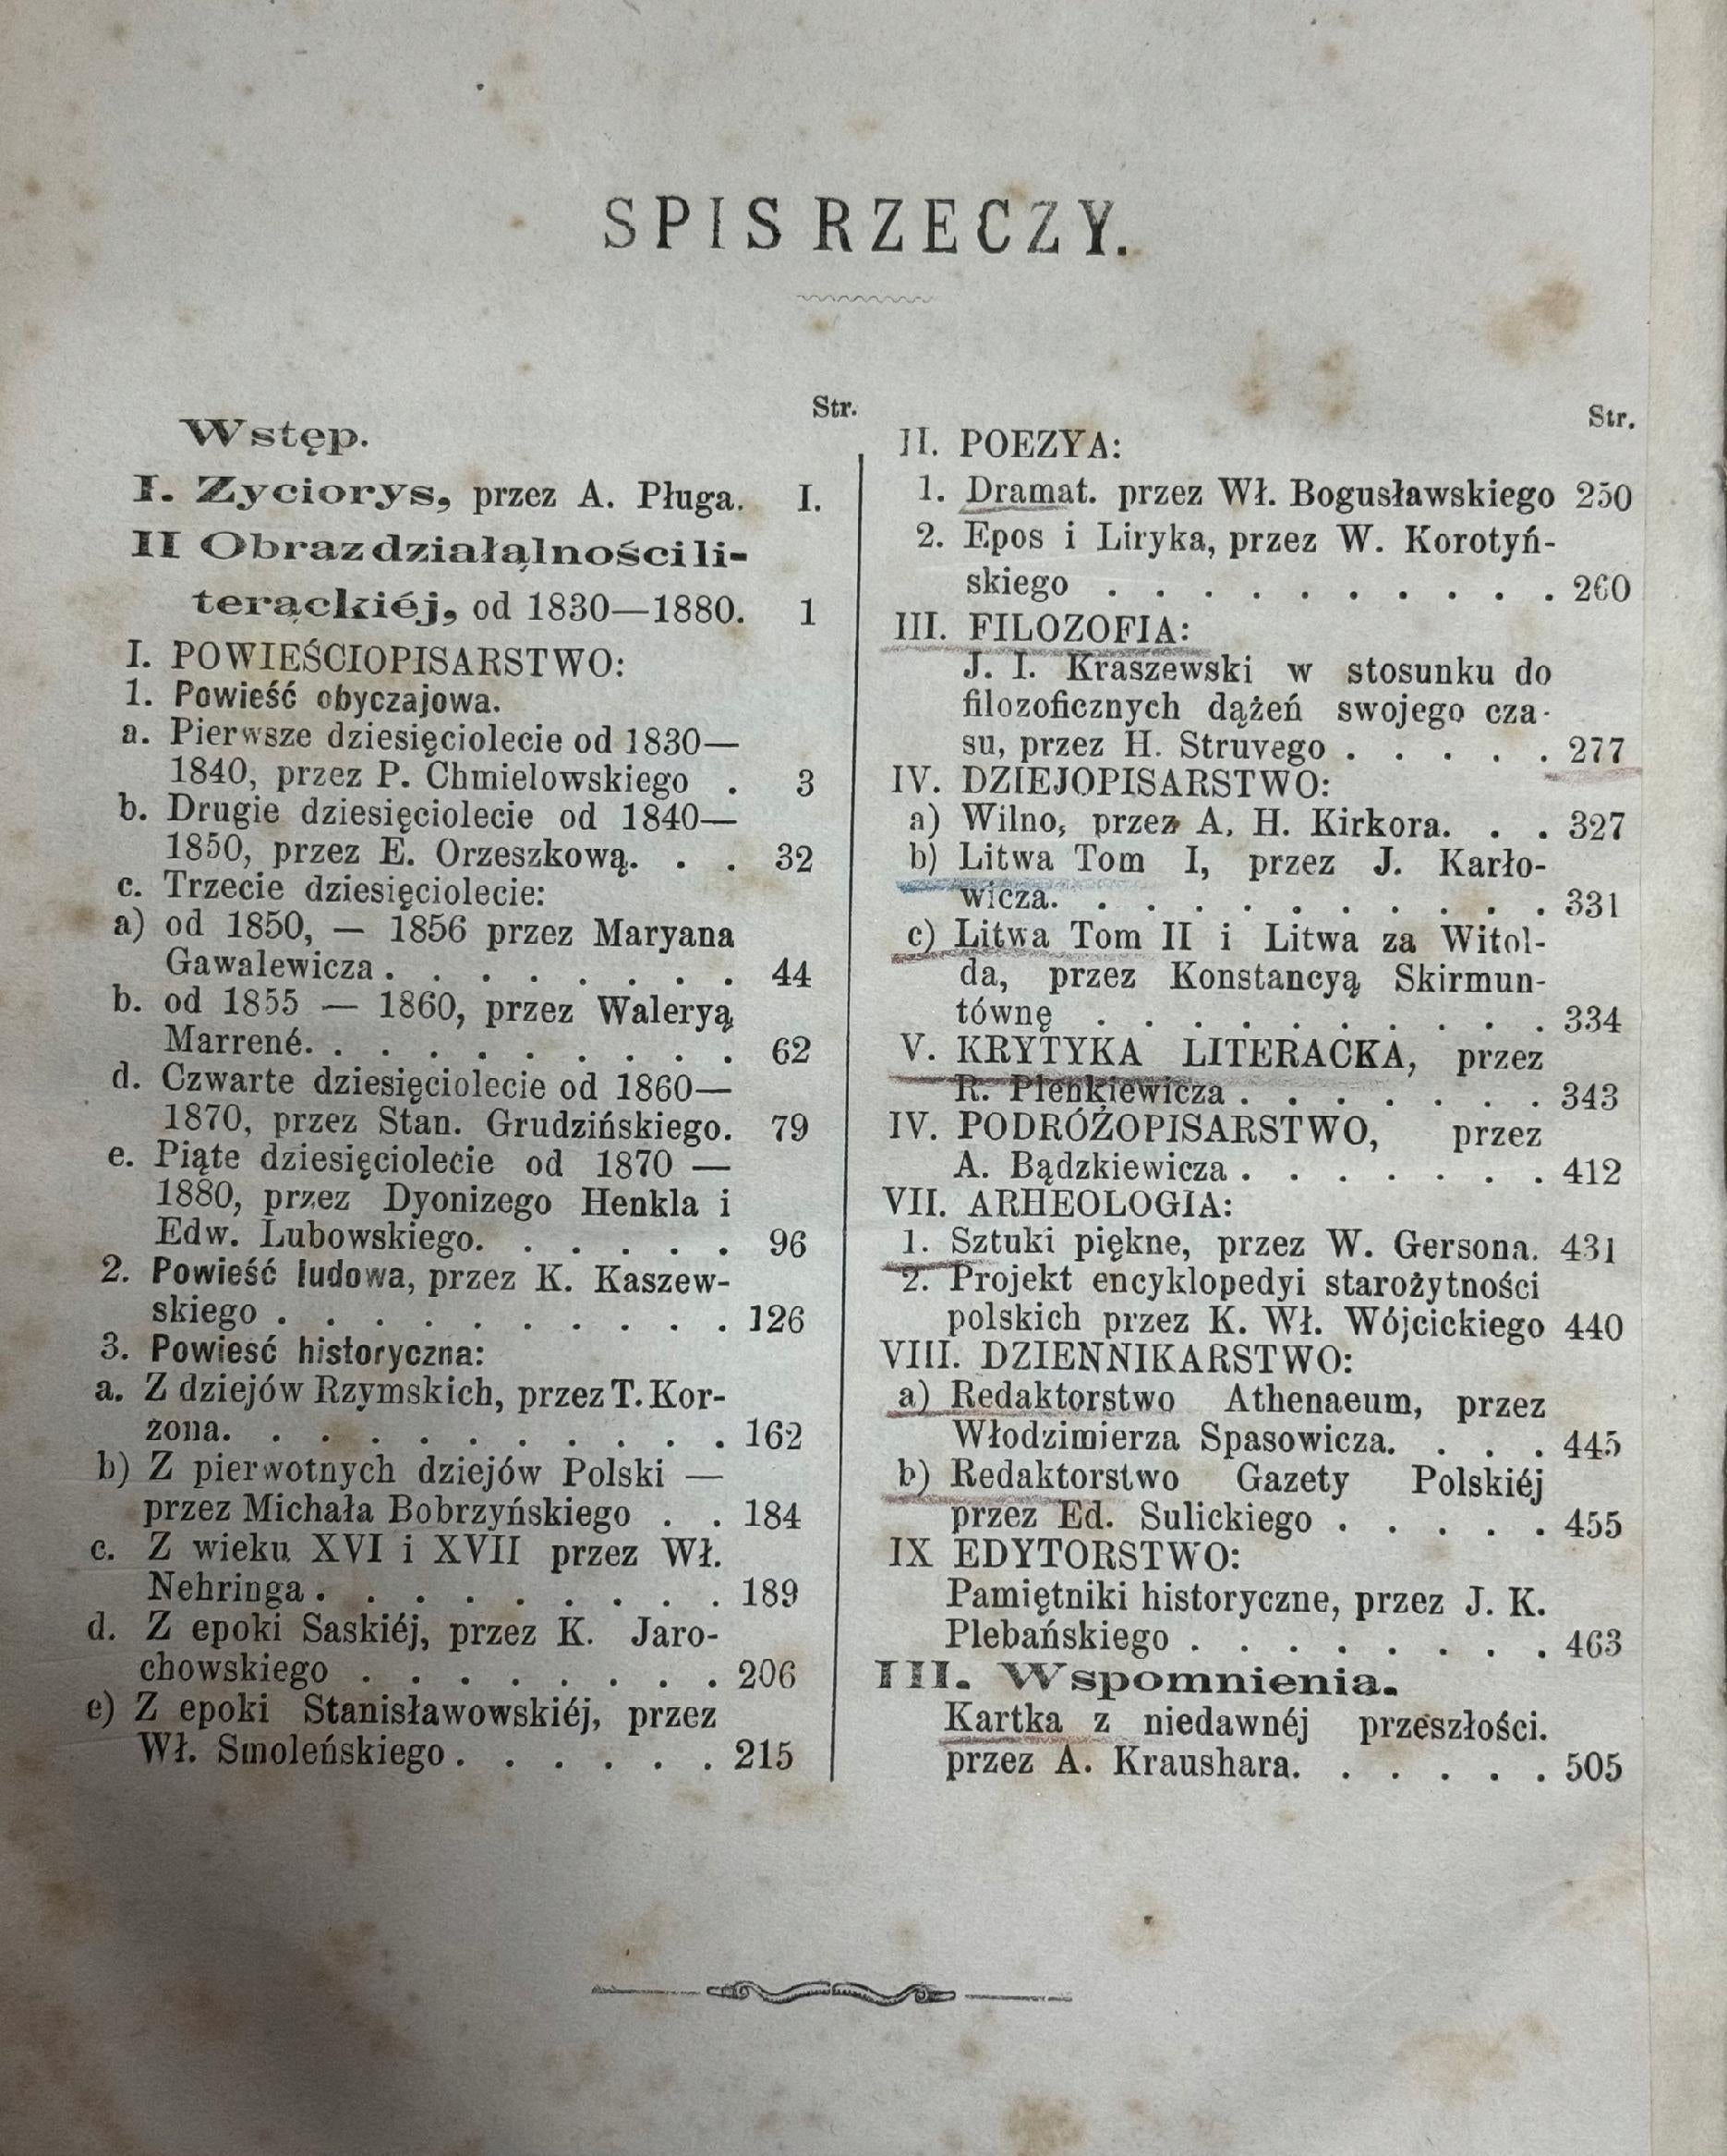 SPIS RZECZY.
Str.
Wstęp.
I. Zyciorys, przez A. Pługa. I.
II Obraz działąlności li-
terąckiéj, od 1830—1880. 1
I. POWIEŚCIOPISARSTWO:
1. Powieść obyczajowa.
a. Pierwsze dziesięciolecie od 1830—
1840, przez P. Chmielowskiego . 3
b. Drugie dziesięciolecie od 1840—
1850, przez E. Orzeszkową. . . 32
c. Trzecie dziesięciolecie:
a) od 1850, — 1856 przez Maryana
Gawalewicza . . . . . . . . 44
b. od 1855 — 1860, przez Waleryą
Marrené. . . . . . . . . . 62
d. Czwarte dziesięciolecie od 1860—
1870, przez Stan. Grudzińskiego. 79
e. Piąte dziesięciolecie od 1870 —
1880, przez Dyonizego Henkla i
Edw. Lubowskiego. . . . . . 96
2. Powieść ludowa, przez K. Kaszew-
skiego . . . . . . . . . . 126
3. Powieść historyczna:
a. Z dziejów Rzymskich, przez T. Kor-
zona. . . . . . . . . . . 162
b) Z pierwotnych dziejów Polski —
przez Michała Bobrzyńskiego . . 184
c. Z wieku XVI i XVII przez Wł.
Nehringa . . . . . . . . . 189
d. Z epoki Saskiéj, przez K. Jaro-
chowskiego . . . . . . . . 206
e) Z epoki Stanisławowskiéj, przez
Wł. Smoleńskiego . . . . . . 215
Str.
II. POEZYA:
1. Dramat. przez Wł. Bogusławskiego 250
2. Epos i Liryka, przez W. Korotyń-
skiego . . . . . . . . . . 260
III. FILOZOFIA:
J. I. Kraszewski w stosunku do
filozoficznych dążeń swojego cza-
su, przez H. Struvego . . . . . 277
IV. DZIEJOPISARSTWO:
a) Wilno, przez A. H. Kirkora. . . 327
b) Litwa Tom I, przez J. Karło-
wicza. . . . . . . . . . . 331
c) Litwa Tom II i Litwa za Witol-
da, przez Konstancyą Skirmun-
tównę . . . . . . . . . . 334
V. KRYTYKA LITERACKA, przez
R. Plenkiewicza . . . . . . . 343
IV. PODRÓŻOPISARSTWO, przez
A. Bądzkiewicza . . . . . . . 412
VII. ARHEOLOGIA:
1. Sztuki piękne, przez W. Gersona. 431
2. Projekt encyklopedyi starożytności
polskich przez K. Wł. Wójcickiego 440
VIII. DZIENNIKARSTWO:
a) Redaktorstwo Athenaeum, przez
Włodzimierza Spasowicza. . . . 445
b) Redaktorstwo Gazety Polskiéj
przez Ed. Sulickiego . . . . . 455
IX EDYTORSTWO:
Pamiętniki historyczne, przez J. K.
Plebańskiego . . . . . . . . 463
III. Wspomnienia.
Kartka z niedawnéj przeszłości.
przez A. Kraushara. . . . . . 505